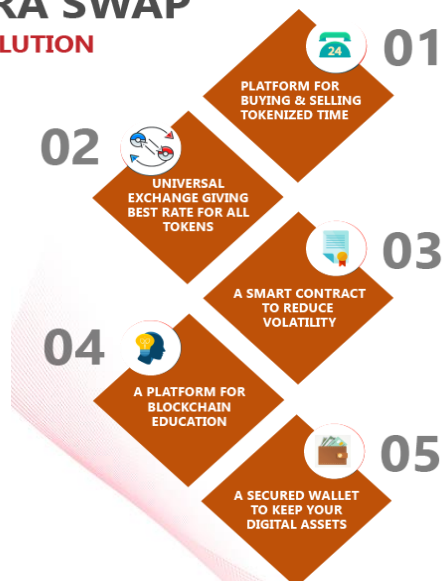 RA SWAP
LUTION
01
24
PLATFORM FOR
BUYING & SELLING
TOKENIZED TIME
02
UNIVERSAL
EXCHANGE GIVING
BEST RATE FOR ALL
TOKENS
03
A SMART CONTRACT
TO REDUCE
VOLATILITY
04
A PLATFORM FOR
BLOCKCHAIN
EDUCATION
05
A SECURED WALLET
TO KEEP YOUR
DIGITAL ASSETS